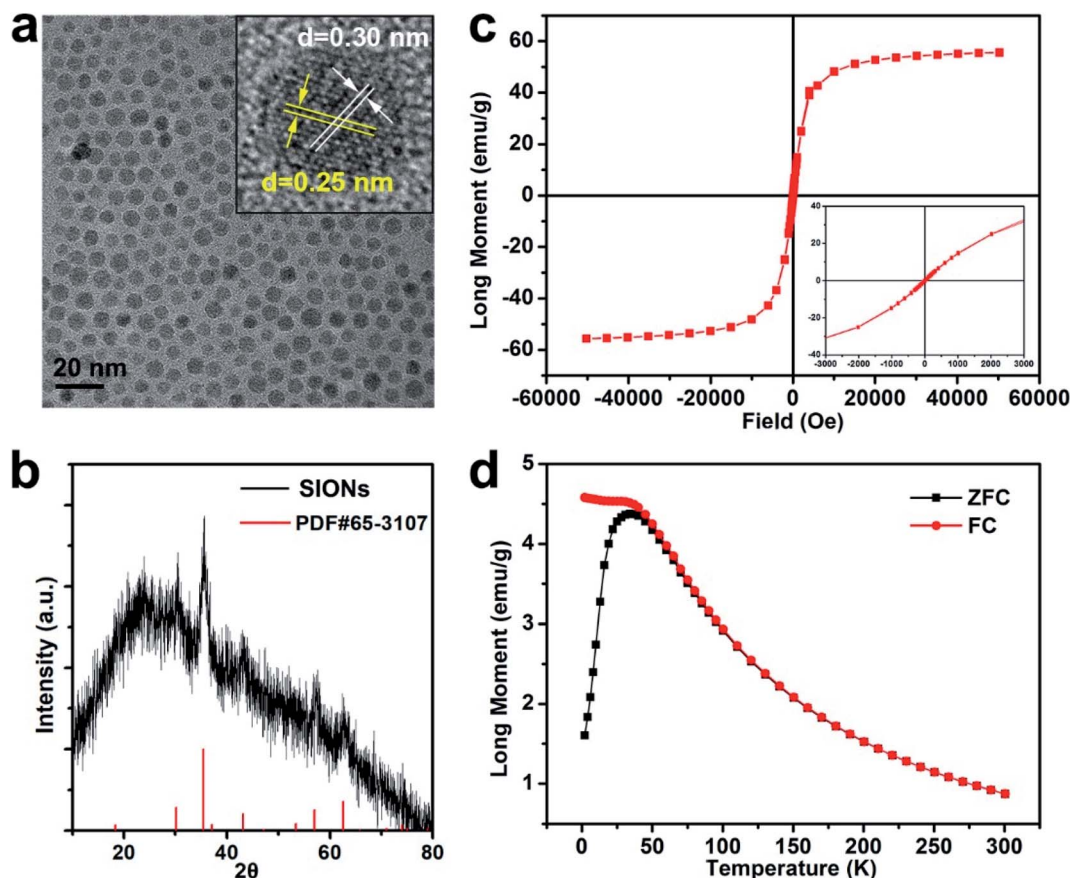 a
d=0.30 nm
d=0.25 nm
20 nm
b
SIONs
PDF#65-3107
Intensity (a.u.)
20
40
60
80
2θ
c
Long Moment (emu/g)
60
40
20
0
-20
-40
-60
-60000
-40000
-20000
0
20000
40000
60000
Field (Oe)
40
20
0
-20
-40
-3000
-2000
-1000
0
1000
2000
3000
d
Long Moment (emu/g)
5
4
3
2
1
ZFC
FC
0
50
100
150
200
250
300
Temperature (K)